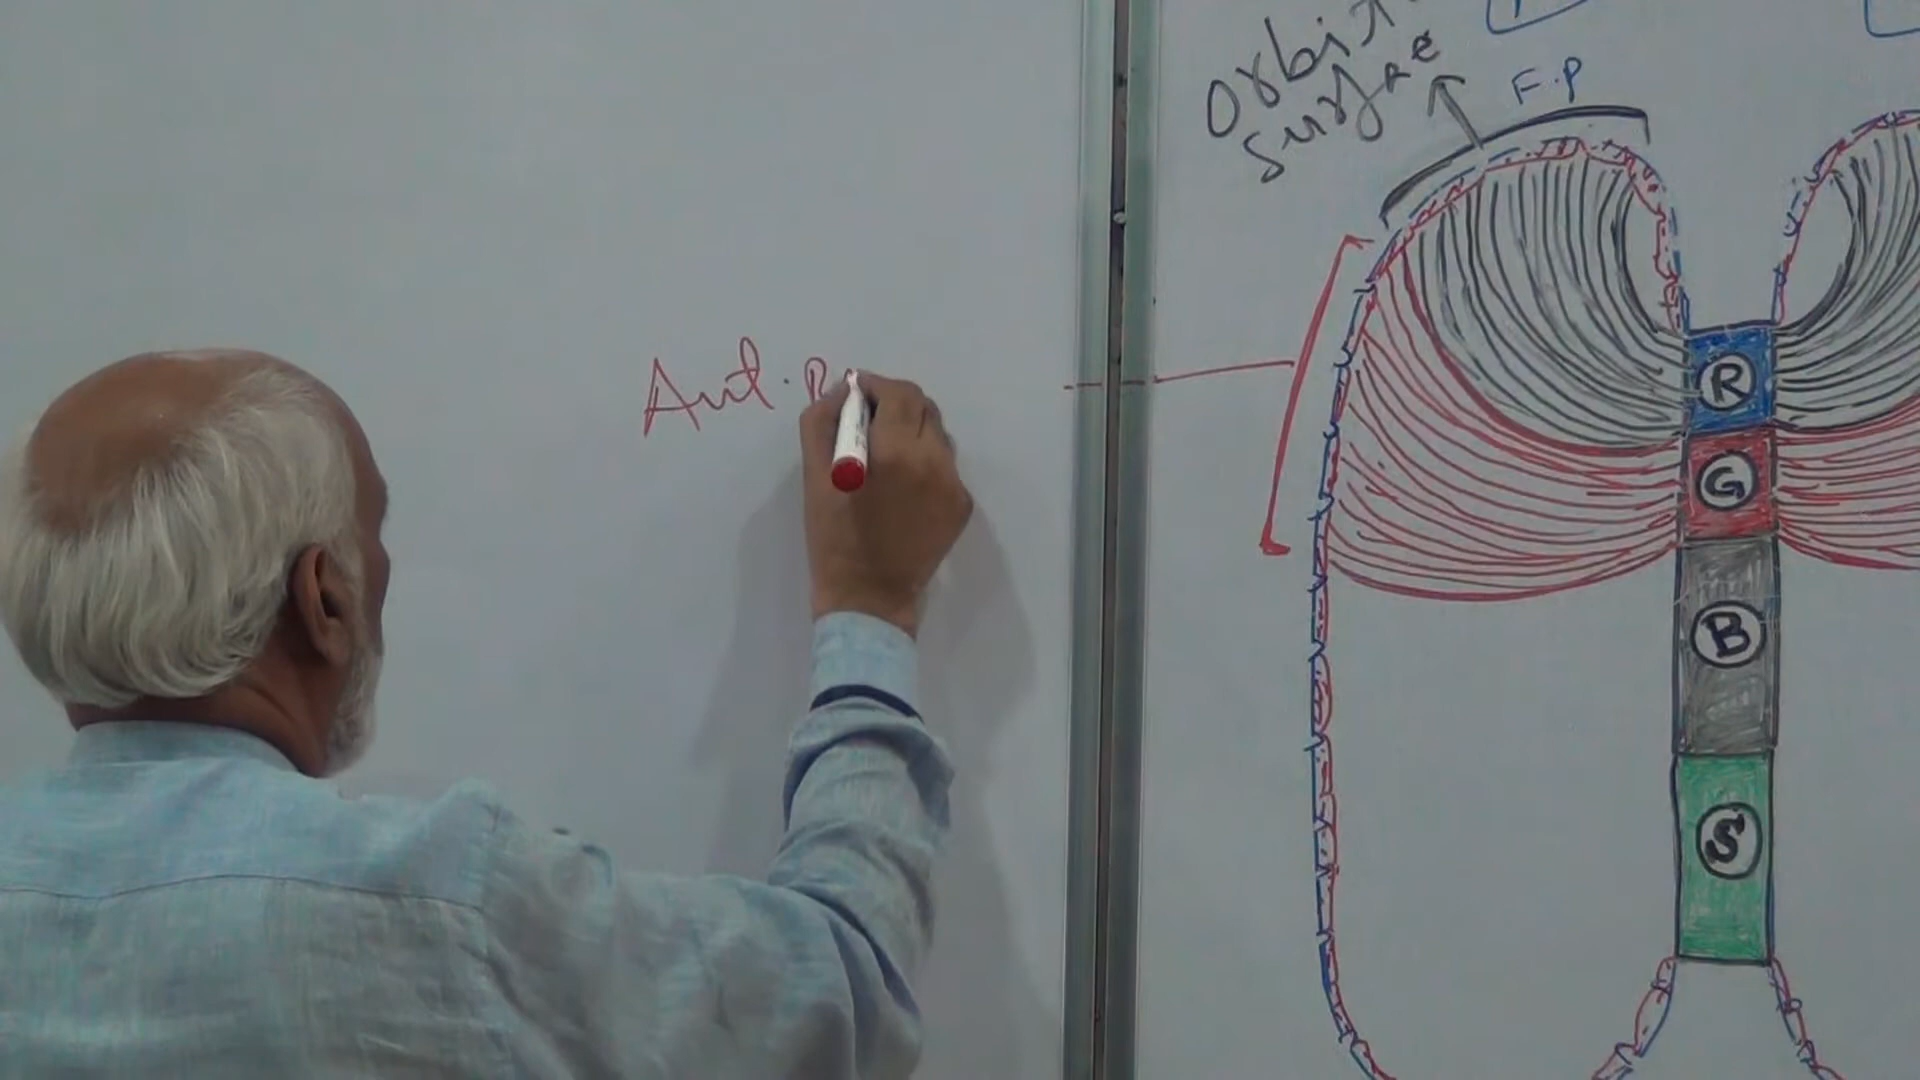 Ant. P
Orbit
surface
F.P
R
G
B
S